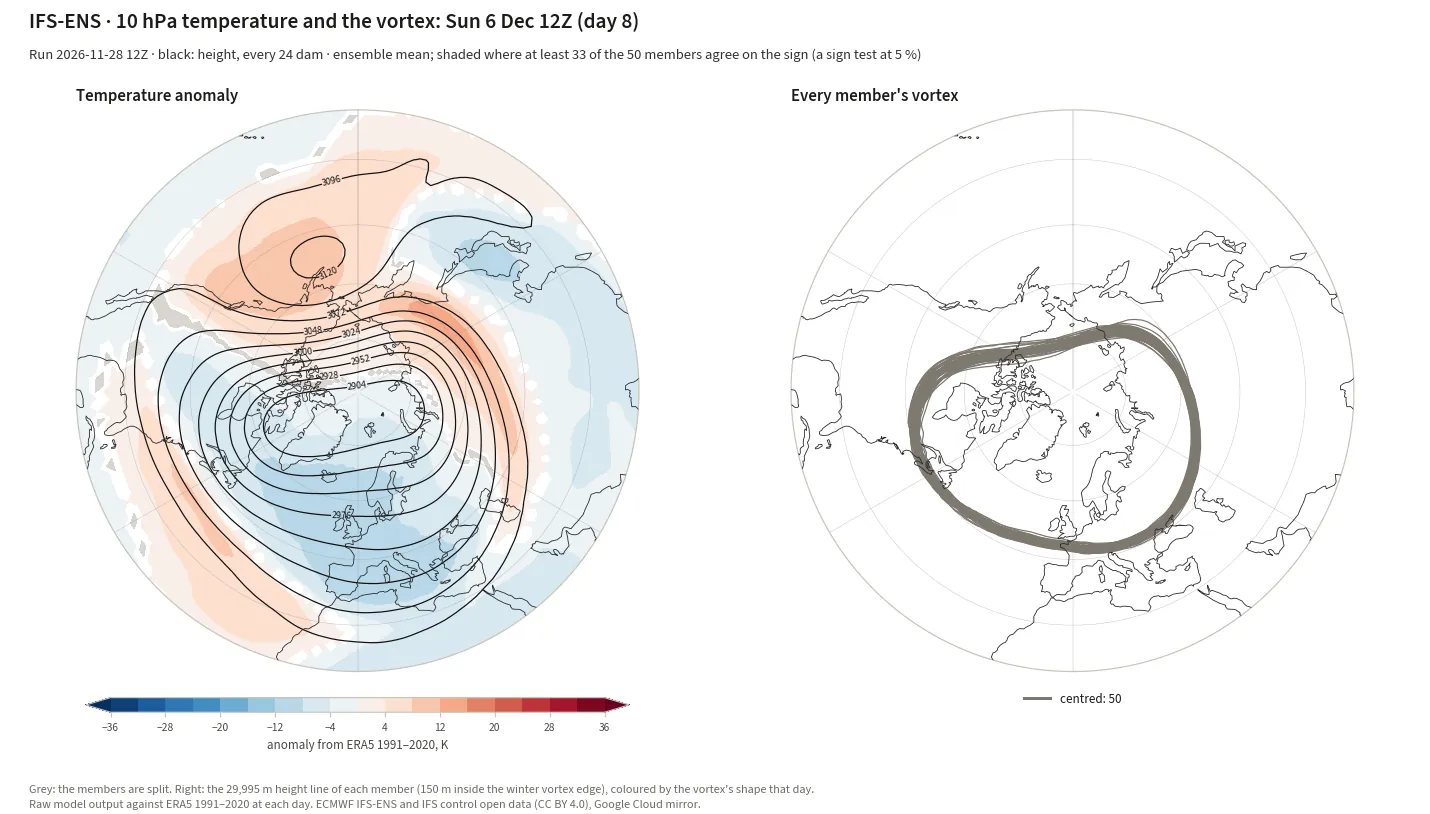 IFS-ENS · 10 hPa temperature and the vortex: Sun 6 Dec 12Z (day 8)
Run 2026-11-28 12Z · black: height, every 24 dam · ensemble mean; shaded where at least 33 of the 50 members agree on the sign (a sign test at 5 %)
Temperature anomaly
Every member's vortex
3096
3120
3072
3048
3024
3000
2952
2928
2904
2976
−36 −28 −20 −12 −4 4 12 20 28 36
anomaly from ERA5 1991–2020, K
centred: 50
Grey: the members are split. Right: the 29,995 m height line of each member (150 m inside the winter vortex edge), coloured by the vortex's shape that day.
Raw model output against ERA5 1991–2020 at each day. ECMWF IFS-ENS and IFS control open data (CC BY 4.0), Google Cloud mirror.